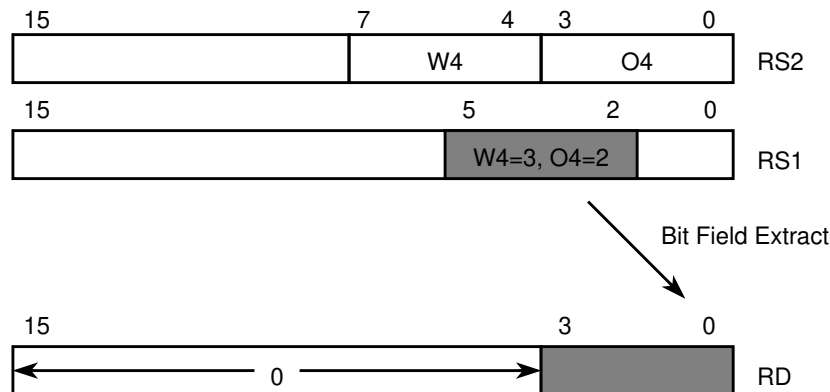 15 7 4 3 0
W4 O4 RS2
15 5 2 0
W4=3, O4=2 RS1
Bit Field Extract
15 3 0
0 RD